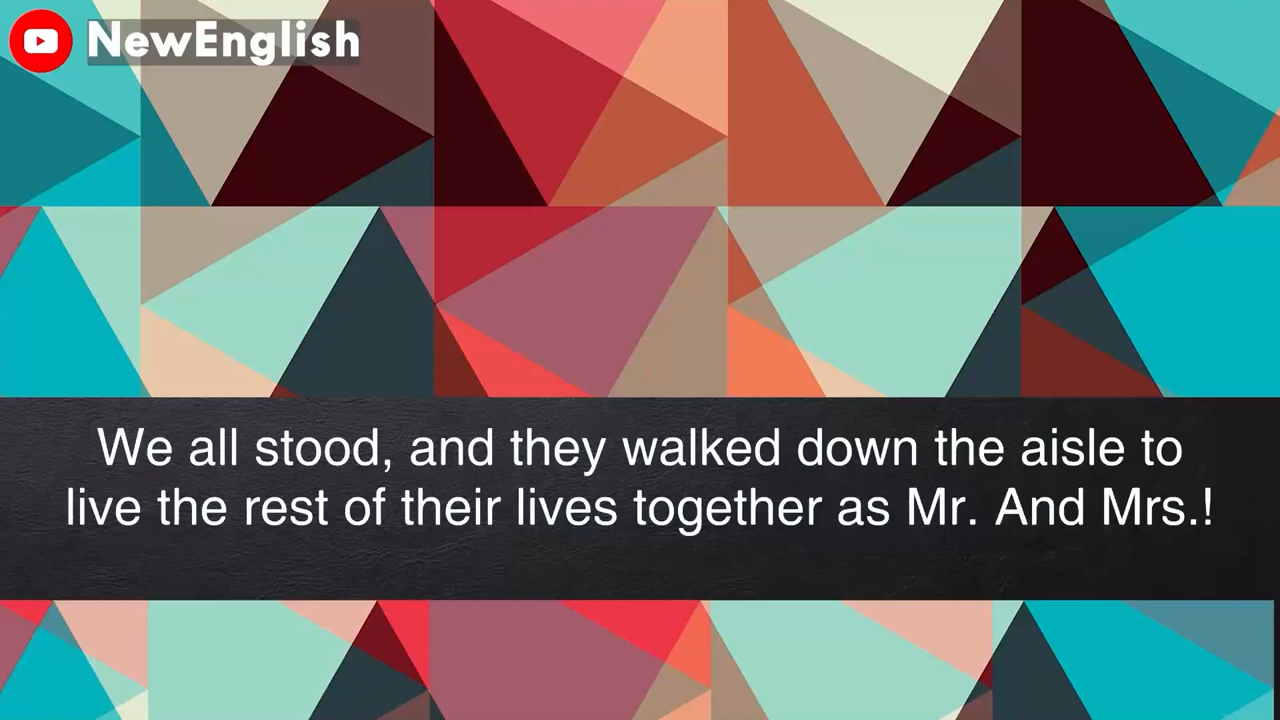 NewEnglish
We all stood, and they walked down the aisle to
live the rest of their lives together as Mr. And Mrs.!